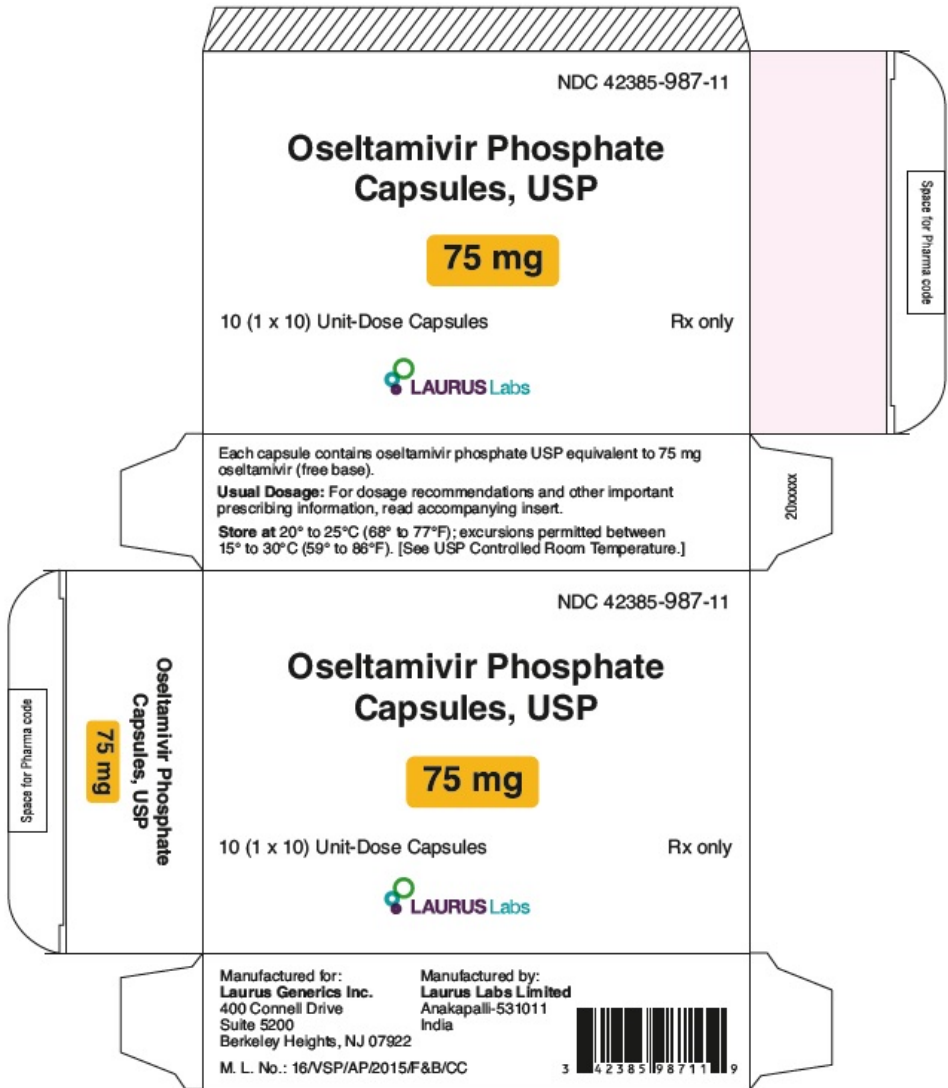 NDC 42385-987-11
Oseltamivir Phosphate
Capsules, USP
75 mg
10 (1 x 10) Unit-Dose Capsules Rx only
LAURUS Labs
Space for Pharma code
Each capsule contains oseltamivir phosphate USP equivalent to 75 mg
oseltamivir (free base).
Usual Dosage: For dosage recommendations and other important
prescribing information, read accompanying insert.
Store at 20° to 25°C (68° to 77°F); excursions permitted between
15° to 30°C (59° to 86°F). [See USP Controlled Room Temperature.]
20xxxxx
NDC 42385-987-11
Oseltamivir Phosphate
Capsules, USP
75 mg
10 (1 x 10) Unit-Dose Capsules Rx only
LAURUS Labs
Oseltamivir Phosphate
Capsules, USP
75 mg
Space for Pharma code
Manufactured for:
Laurus Generics Inc.
400 Connell Drive
Suite 5200
Berkeley Heights, NJ 07922
M. L. No.: 16/VSP/AP/2015/F&B/CC
Manufactured by:
Laurus Labs Limited
Anakapalli-531011
India
3 42385 98711 9